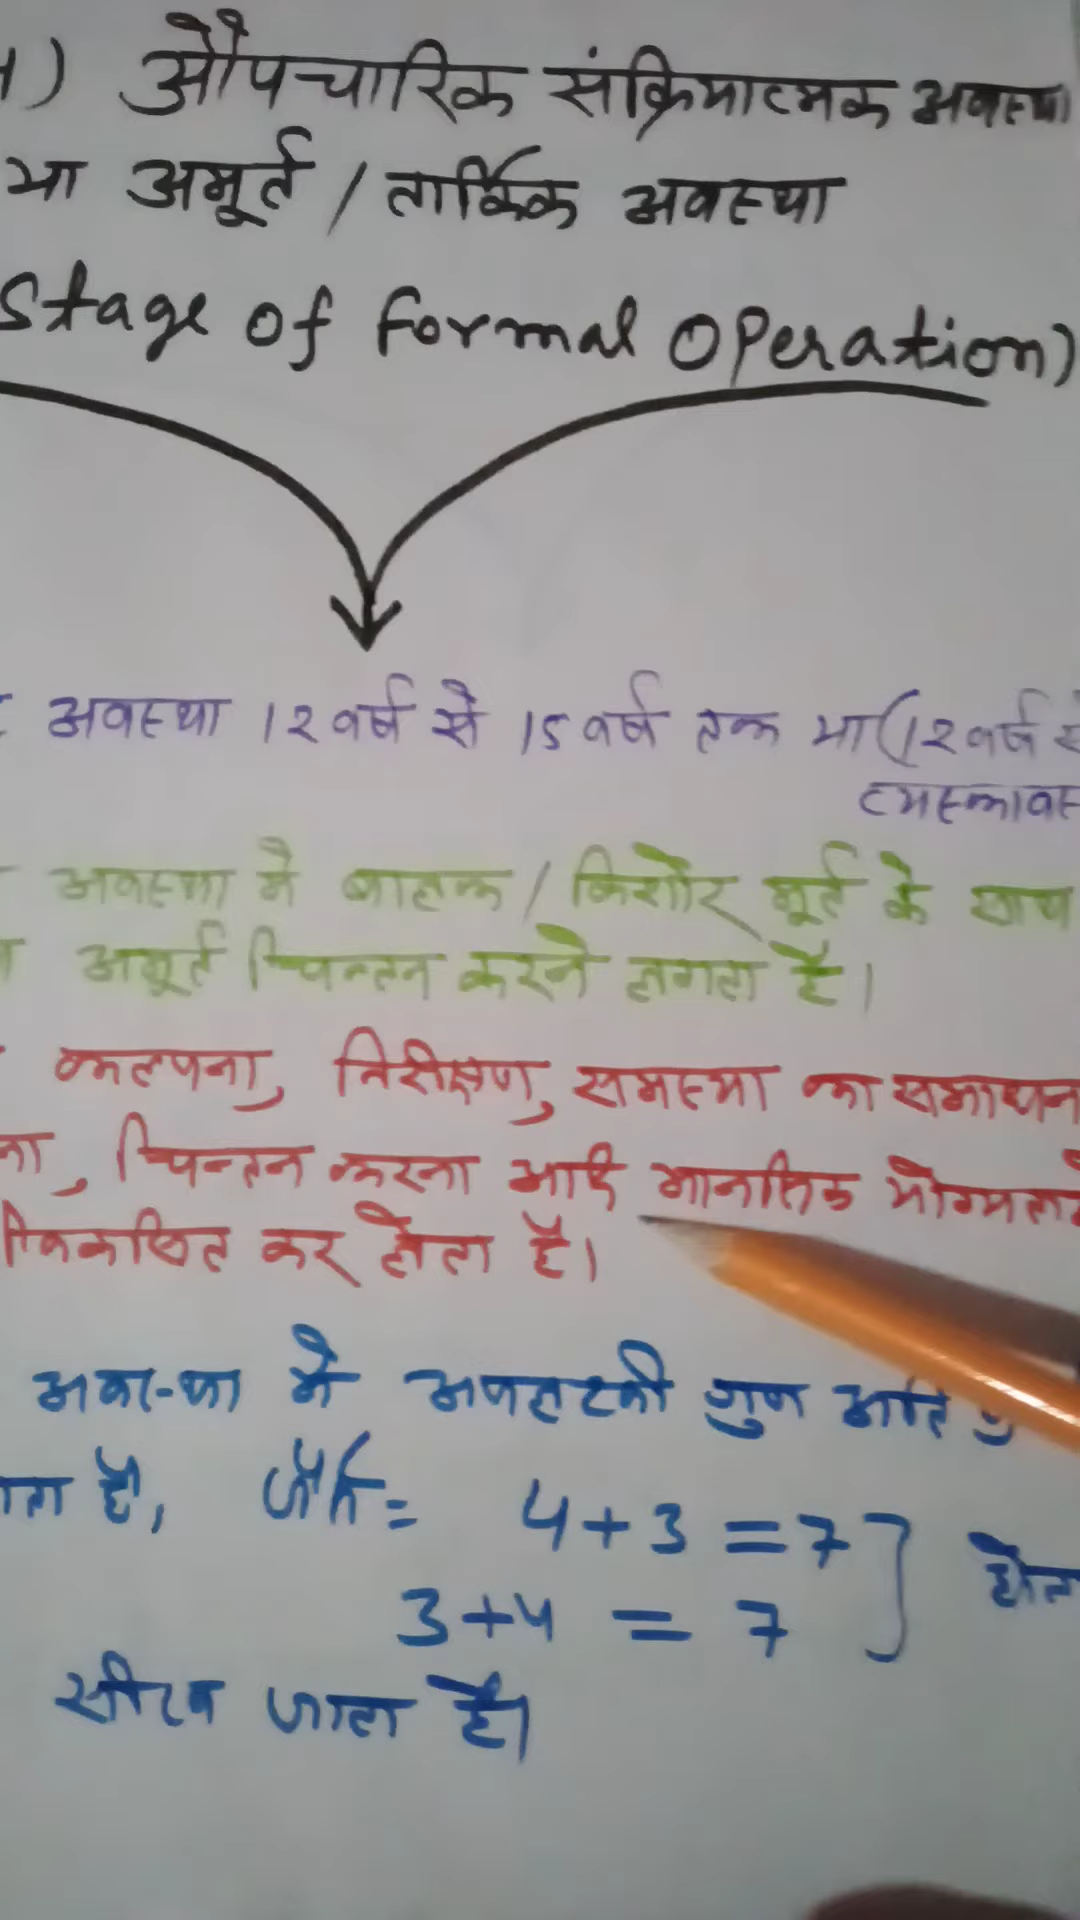 ) औपचारिक संक्रियात्मक अवस्था
या अमूर्त / तार्किक अवस्था
Stage of Formal Operation)
अवस्था 12 वर्ष से 15 वर्ष तक या (12 वर्ष से
अवस्था में बालक / किशोर मूर्त के साथ
अमूर्त चिन्तन करने लगता है।
कल्पना, निरीक्षण, समस्या का समाधान
ना, चिन्तन करना आदि मानसिक
विकसित कर लेता है।
अवस्था में गुण
है, जैसे = 4 + 3 = 7 ]
3 + 4 = 7
सीख जाता है।